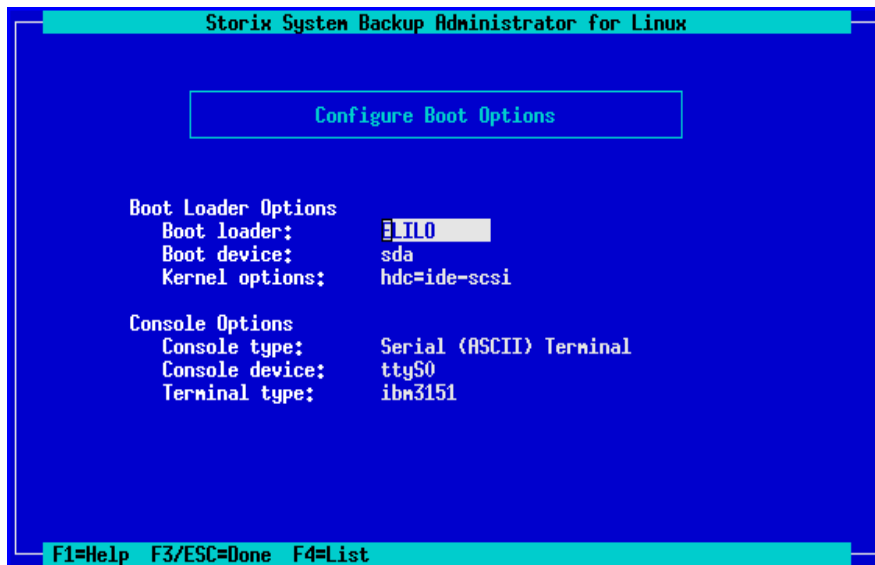 Storix System Backup Administrator for Linux
Configure Boot Options
Boot Loader Options
Boot loader: ELILO
Boot device: sda
Kernel options: hdc=ide-scsi
Console Options
Console type: Serial (ASCII) Terminal
Console device: ttyS0
Terminal type: ibm3151
F1=Help F3/ESC=Done F4=List